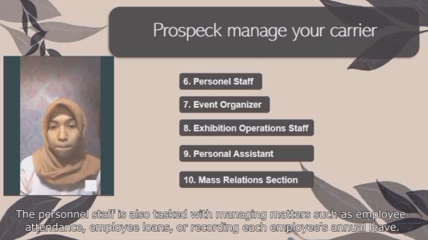 Prospeck manage your carrier
6. Personel Staff
7. Event Organizer
8. Exhibition Operations Staff
9. Personal Assistant
10. Mass Relations Section
The personnel staff is also tasked with managing matters such as employee
attendance, employee loans, or recording each employee's annual leave.